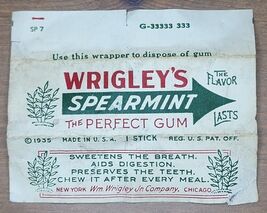 SP 7 G-33333 333
Use this wrapper to dispose of gum
WRIGLEY'S
SPEARMINT
THE PERFECT GUM
THE FLAVOR
LASTS
©1935 MADE IN U.S.A. 1 STICK REG. U.S. PAT. OFF.
SWEETENS THE BREATH.
AIDS DIGESTION.
PRESERVES THE TEETH.
CHEW IT AFTER EVERY MEAL.
NEW YORK Wm. Wrigley Jr. Company, CHICAGO